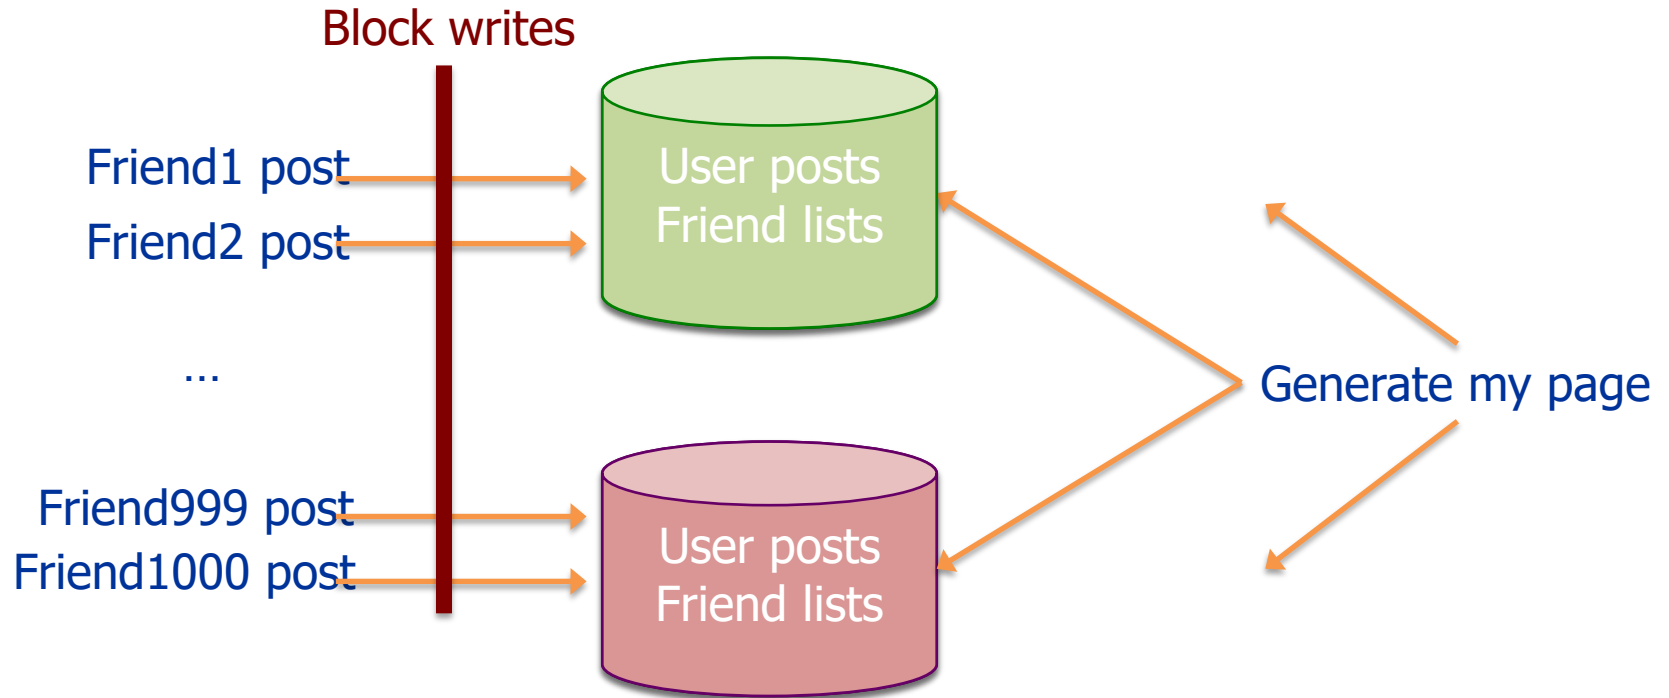 Block writes
Friend1 post
Friend2 post
...
Friend999 post
Friend1000 post
User posts
Friend lists
User posts
Friend lists
Generate my page